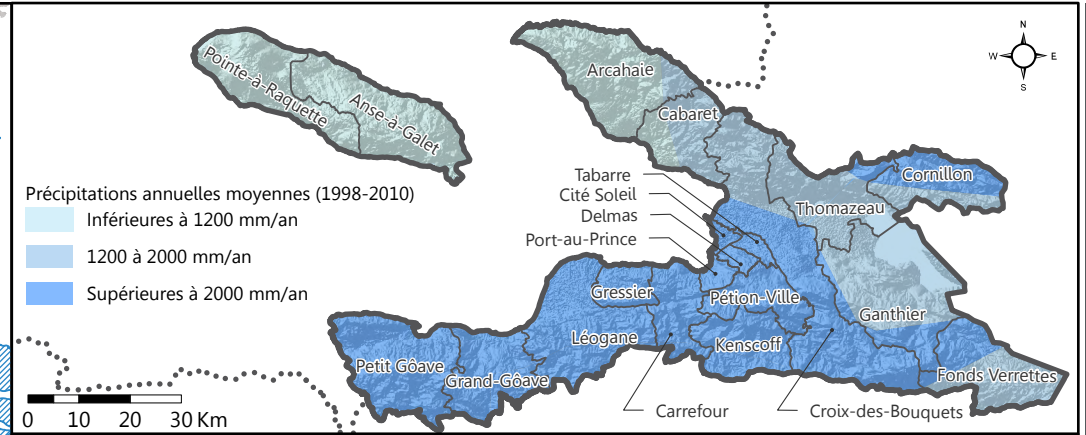 N
W
E
S
Arcahaie
Pointe-à-Raquette
Anse-à-Galet
Cabaret
Tabarre
Cité Soleil
Delmas
Port-au-Prince
Cornillon
Thomazeau
Précipitations annuelles moyennes (1998-2010)
Inférieures à 1200 mm/an
1200 à 2000 mm/an
Supérieures à 2000 mm/an
Gressier
Pétion-Ville
Ganthier
Léogane
Kenscoff
Petit Gôave
Grand-Gôave
Fonds Verrettes
0 5 10 20 30 Km
Carrefour
Croix-des-Bouquets